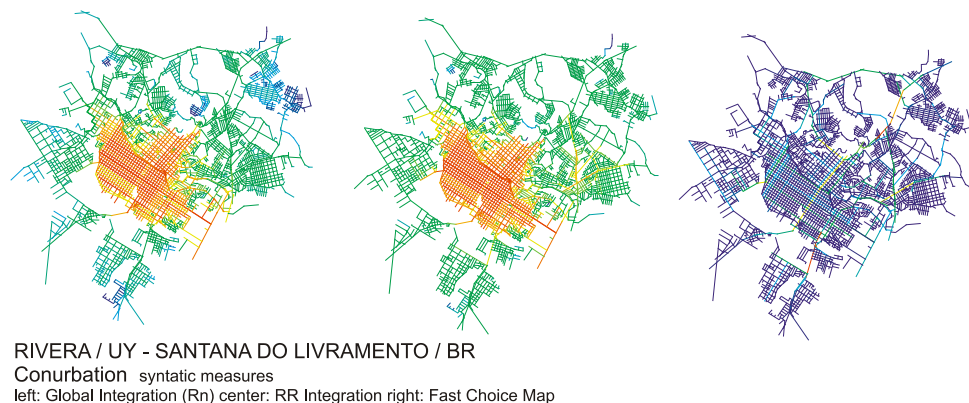 RIVERA / UY - SANTANA DO LIVRAMENTO / BR
Conurbation syntatic measures
left: Global Integration (Rn) center: RR Integration right: Fast Choice Map